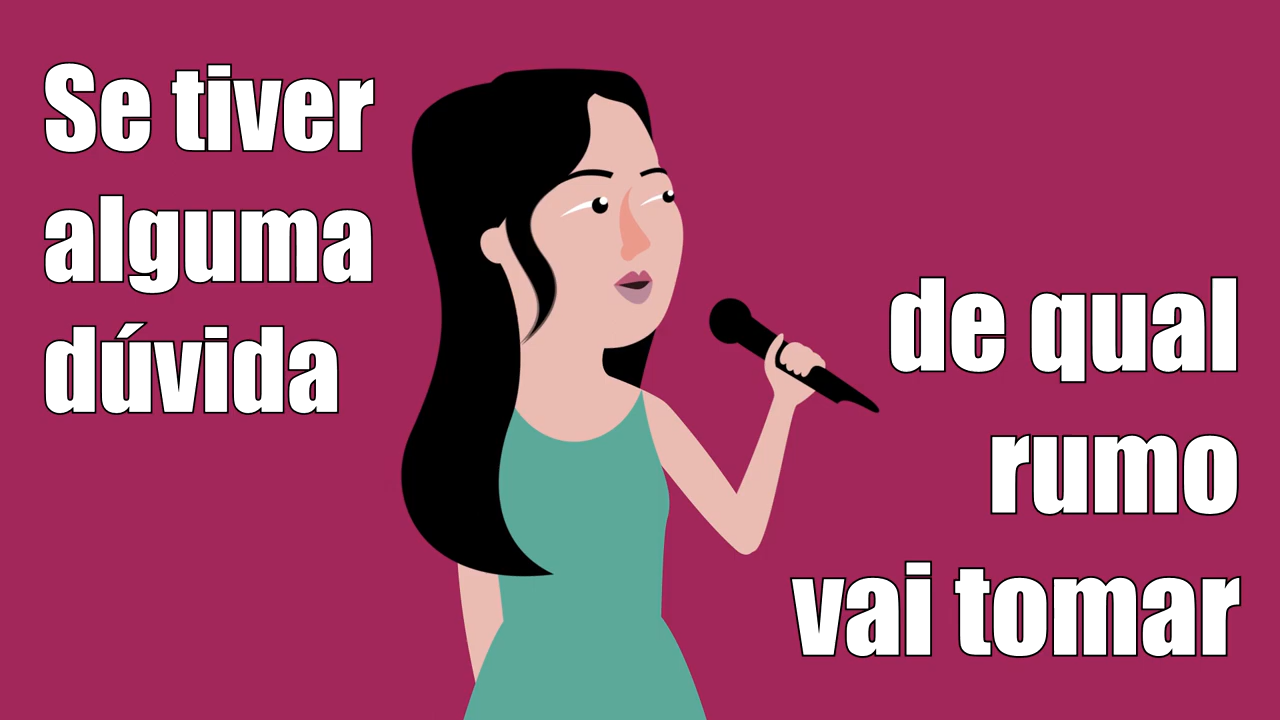 Se tiver
alguma
dúvida
de qual
rumo
vai tomar